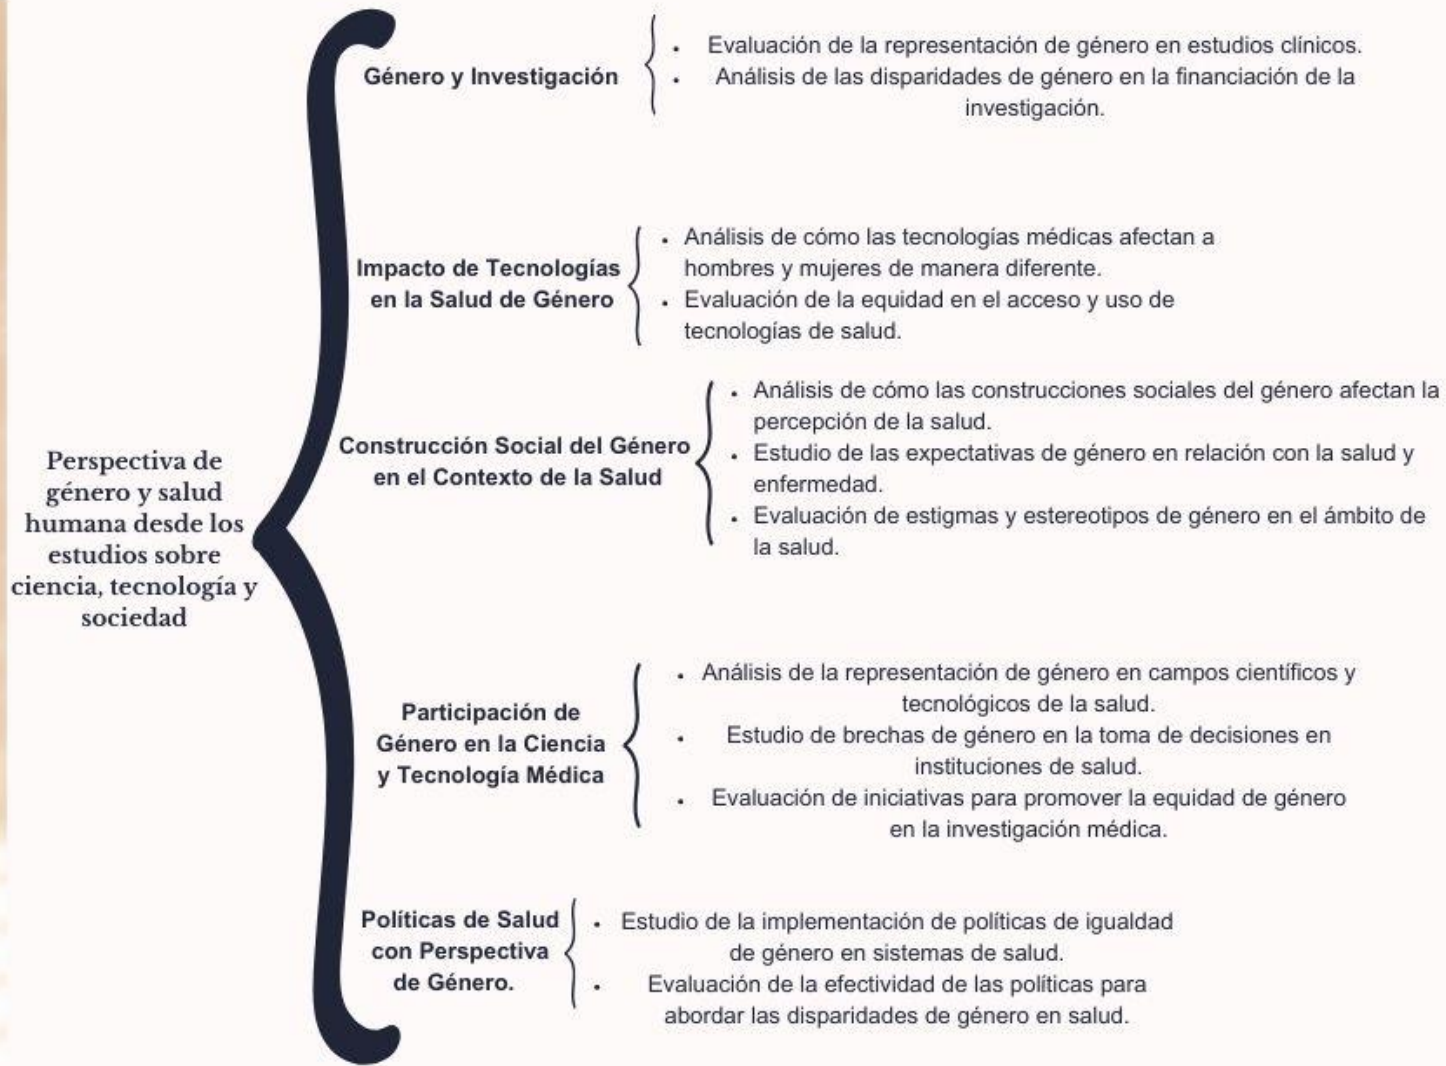 Perspectiva de
género y salud
humana desde los
estudios sobre
ciencia, tecnología y
sociedad
Género y Investigación
• Evaluación de la representación de género en estudios clínicos.
• Análisis de las disparidades de género en la financiación de la
investigación.
Impacto de Tecnologías
en la Salud de Género
• Análisis de cómo las tecnologías médicas afectan a
hombres y mujeres de manera diferente.
• Evaluación de la equidad en el acceso y uso de
tecnologías de salud.
Construcción Social del Género
en el Contexto de la Salud
• Análisis de cómo las construcciones sociales del género afectan la
percepción de la salud.
• Estudio de las expectativas de género en relación con la salud y
enfermedad.
• Evaluación de estigmas y estereotipos de género en el ámbito de
la salud.
Participación de
Género en la Ciencia
y Tecnología Médica
• Análisis de la representación de género en campos científicos y
tecnológicos de la salud.
• Estudio de brechas de género en la toma de decisiones en
instituciones de salud.
• Evaluación de iniciativas para promover la equidad de género
en la investigación médica.
Políticas de Salud
con Perspectiva
de Género.
• Estudio de la implementación de políticas de igualdad
de género en sistemas de salud.
• Evaluación de la efectividad de las políticas para
abordar las disparidades de género en salud.